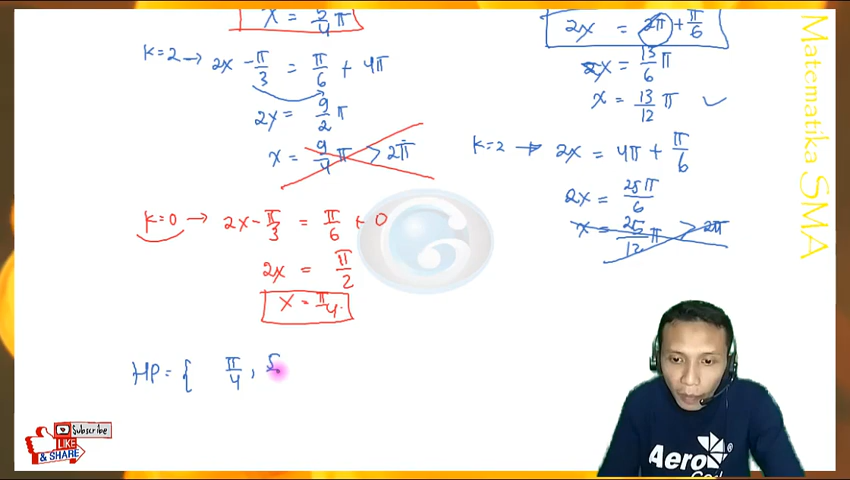 x = 5/4 π
k=2 → 2x - π/3 = π/6 + 4π
2x = 9/2 π
x = 9/4 π > 2π
k=0 → 2x - π/3 = π/6 + 0
2x = π/2
x = π/4
HP = { π/4, 5
2x = 2π + π/6
2x = 13/6 π
x = 13/12 π ✓
k=2 → 2x = 4π + π/6
2x = 25π/6
x = 25/12 π > 2π
Matematika SMA
Subscribe
LIKE
& SHARE
Aero